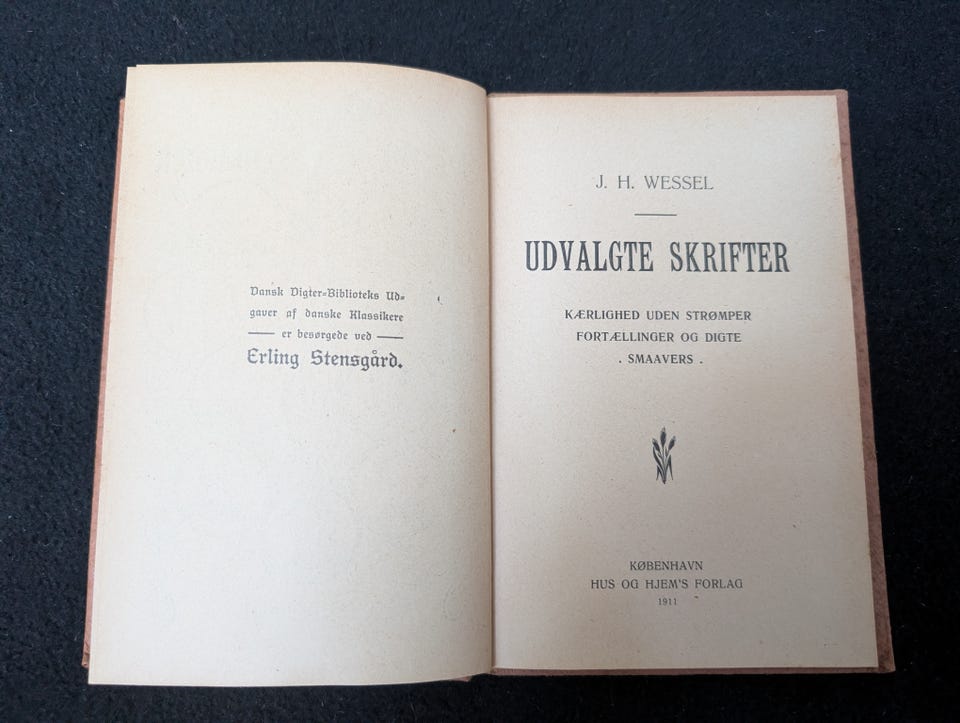 Dansk Digter=Biblioteks Ud=
gaver af danske Klassikere
— er besørgede ved —
Erling Stensgård.
J. H. WESSEL
UDVALGTE SKRIFTER
KÆRLIGHED UDEN STRØMPER
FORTÆLLINGER OG DIGTE
. SMAAVERS .
KØBENHAVN
HUS OG HJEM'S FORLAG
1911